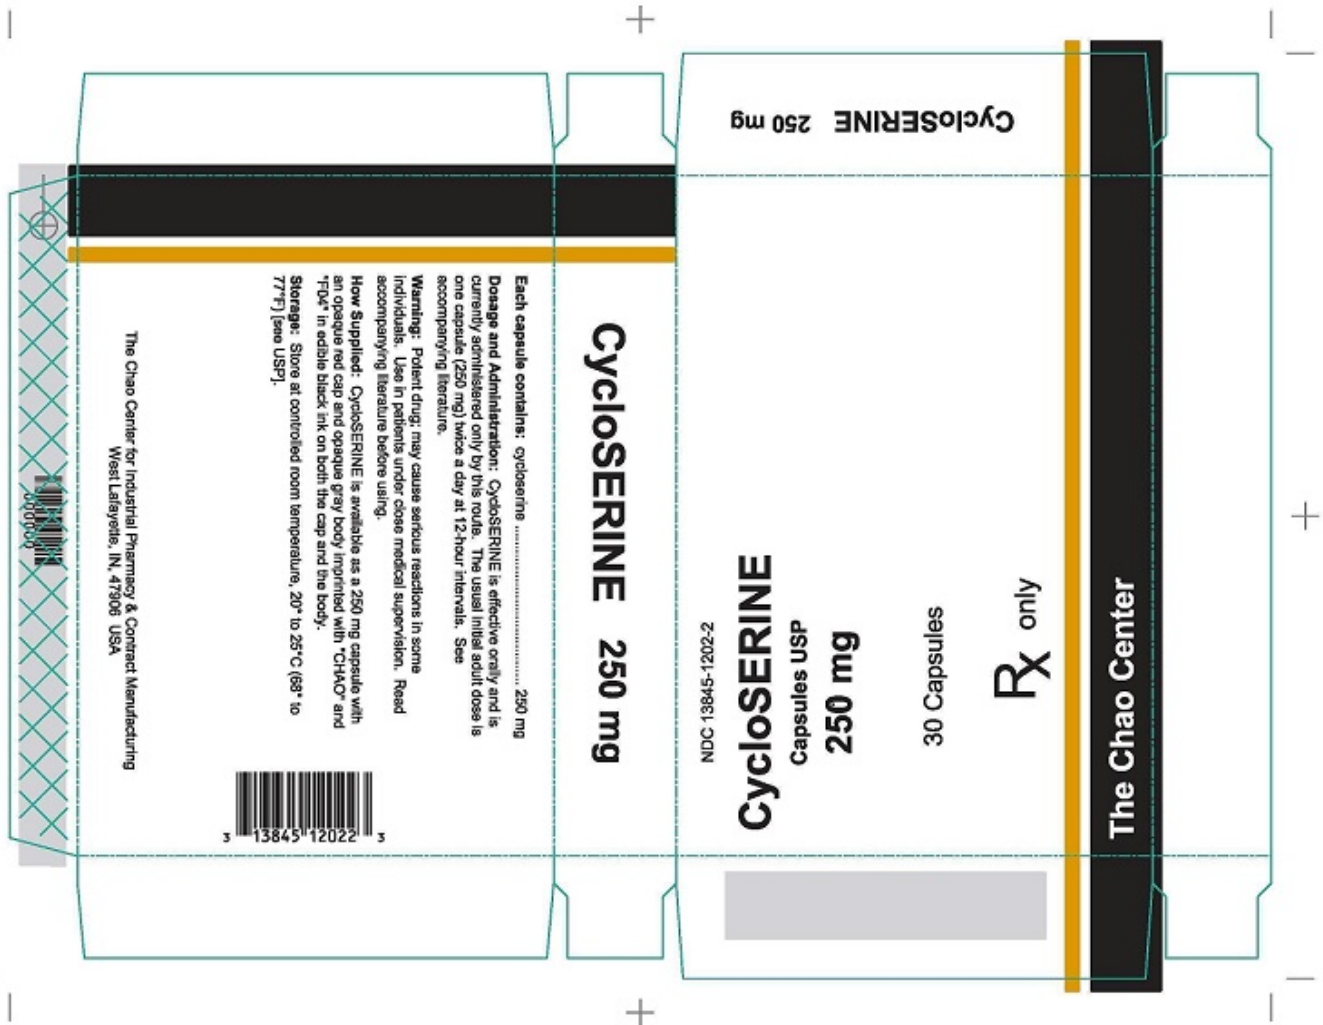 CycloSERINE 250 mg
NDC 13845-1202-2
CycloSERINE
Capsules USP
250 mg
30 Capsules
Rx only
The Chao Center
CycloSERINE 250 mg
Each capsule contains: cycloserine ........................................ 250 mg
Dosage and Administration: CycloSERINE is effective orally and is
currently administered only by this route. The usual initial adult dose is
one capsule (250 mg) twice a day at 12-hour intervals. See
accompanying literature.
Warning: Potent drug; may cause serious reactions in some
individuals. Use in patients under close medical supervision. Read
accompanying literature before using.
How Supplied: CycloSERINE is available as a 250 mg capsule with
an opaque red cap and opaque gray body imprinted with "CHAO" and
"F04" in edible black ink on both the cap and the body.
Storage: Store at controlled room temperature, 20° to 25°C (68° to
77°F) [see USP].
The Chao Center for Industrial Pharmacy & Contract Manufacturing
West Lafayette, IN, 47906 USA
3 13845 12022 3
000000